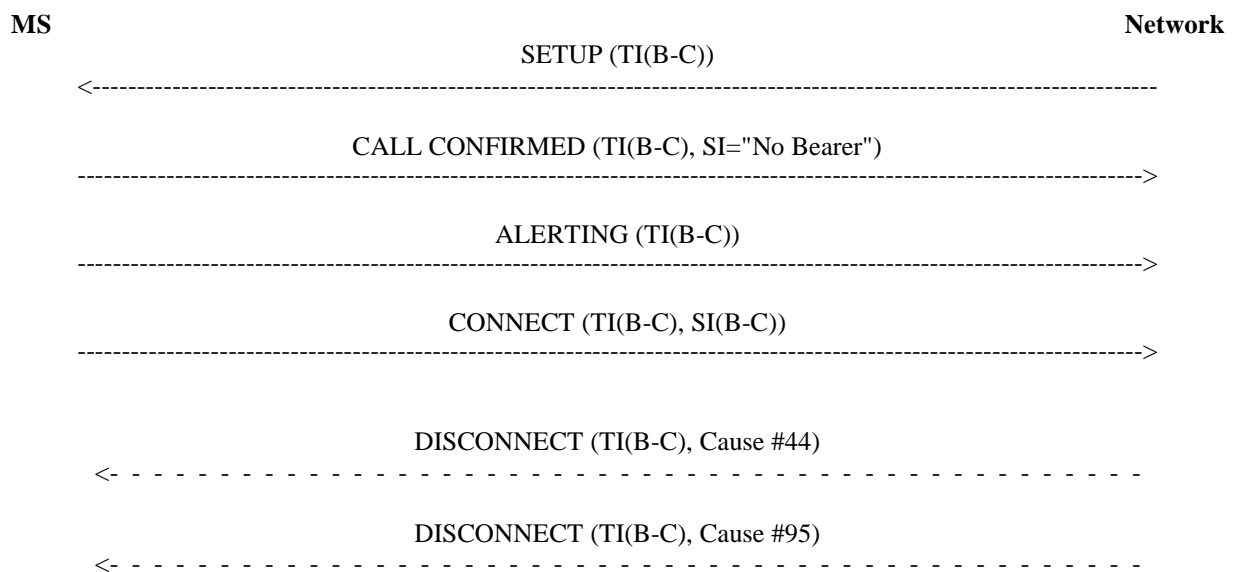 MS Network
SETUP (TI(B-C))
<------------------------------------------------------------------------------------------------------------------------
CALL CONFIRMED (TI(B-C), SI="No Bearer")
------------------------------------------------------------------------------------------------------------------------>
ALERTING (TI(B-C))
------------------------------------------------------------------------------------------------------------------------>
CONNECT (TI(B-C), SI(B-C))
------------------------------------------------------------------------------------------------------------------------>
DISCONNECT (TI(B-C), Cause #44)
<- - - - - - - - - - - - - - - - - - - - - - - - - - - - - - - - - - - - - - - - - - - - - - -
DISCONNECT (TI(B-C), Cause #95)
<- - - - - - - - - - - - - - - - - - - - - - - - - - - - - - - - - - - - - - - - - - - - - - -